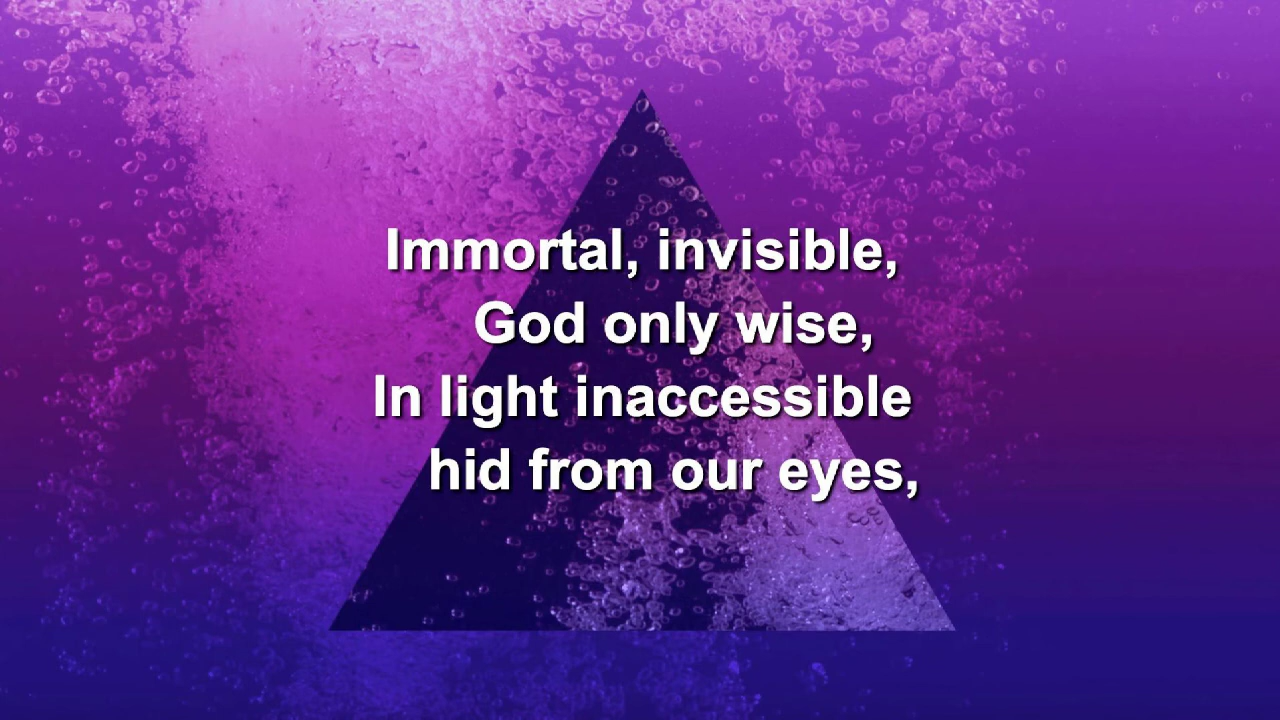 Immortal, invisible,
God only wise,
In light inaccessible
hid from our eyes,